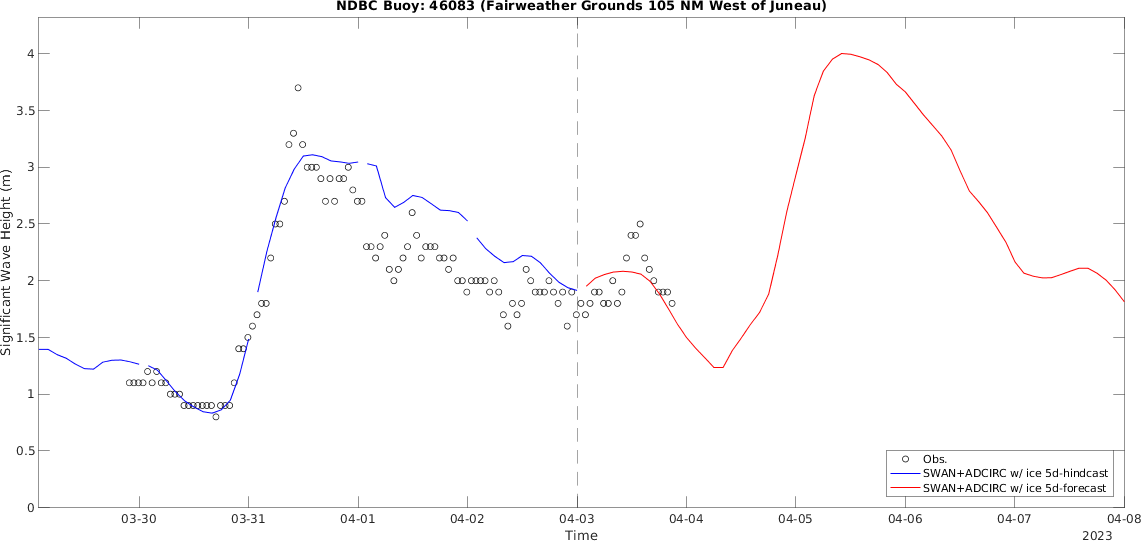 NDBC Buoy: 46083 (Fairweather Grounds 105 NM West of Juneau)
4
3.5
3
2.5
2
1.5
1
0.5
0
Significant Wave Height (m)
Obs.
SWAN+ADCIRC w/ ice 5d-hindcast
SWAN+ADCIRC w/ ice 5d-forecast
03-30 03-31 04-01 04-02 04-03 04-04 04-05 04-06 04-07 04-08
Time
2023